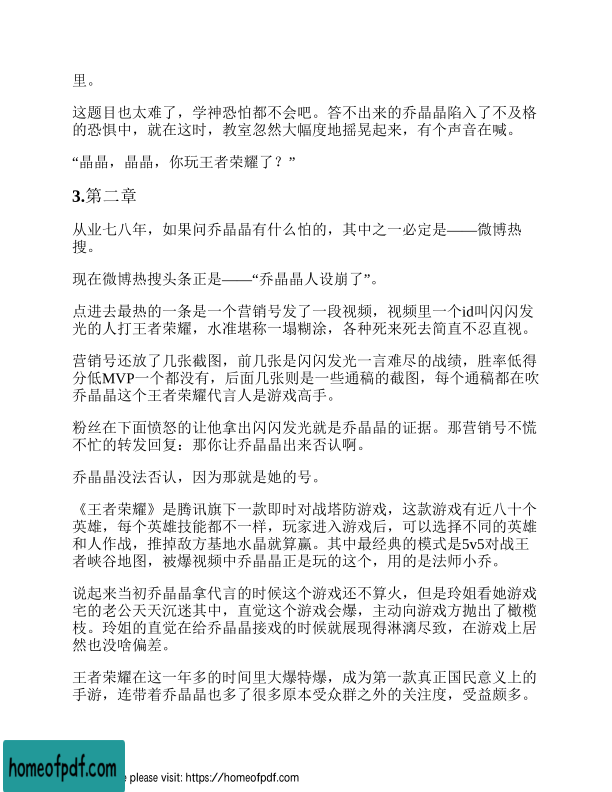 里。
这题目也太难了，学神恐怕都不会吧。答不出来的乔晶晶陷入了不及格
的恐惧中，就在这时，教室忽然大幅度地摇晃起来，有个声音在喊。
“晶晶，晶晶，你玩王者荣耀了？”
3.第二章
从业七八年，如果问乔晶晶有什么怕的，其中之一必定是——微博热
搜。
现在微博热搜头条正是——“乔晶晶人设崩了”。
点进去最热的一条是一个营销号发了一段视频，视频里一个id叫闪闪发
光的人打王者荣耀，水准堪称一塌糊涂，各种死来死去简直不忍直视。
营销号还放了几张截图，前几张是闪闪发光一言难尽的战绩，胜率低得
分低MVP一个都没有，后面几张则是一些通稿的截图，每个通稿都在吹
乔晶晶这个王者荣耀代言人是游戏高手。
粉丝在下面愤怒的让他拿出闪闪发光就是乔晶晶的证据。那营销号不慌
不忙的转发回复：那你让乔晶晶出来否认啊。
乔晶晶没法否认，因为那就是她的号。
《王者荣耀》是腾讯旗下一款即时对战塔防游戏，这款游戏有近八十个
英雄，每个英雄技能都不一样，玩家进入游戏后，可以选择不同的英雄
和人作战，推掉敌方基地水晶就算赢。其中最经典的模式是5v5对战王
者峡谷地图，被爆视频中乔晶晶正是玩的这个，用的是法师小乔。
说起来当初乔晶晶拿代言的时候这个游戏还不算火，但是玲姐看她游戏
宅的老公天天沉迷其中，直觉这个游戏会爆，主动向游戏方抛出了橄榄
枝。玲姐的直觉在给乔晶晶接戏的时候就展现得淋漓尽致，在游戏上居
然也没啥偏差。
王者荣耀在这一年多的时间里大爆特爆，成为第一款真正国民意义上的
手游，连带着乔晶晶也多了很多原本受众群之外的关注度，受益颇多。
homeofpdf.com
e please visit: https://homeofpdf.com